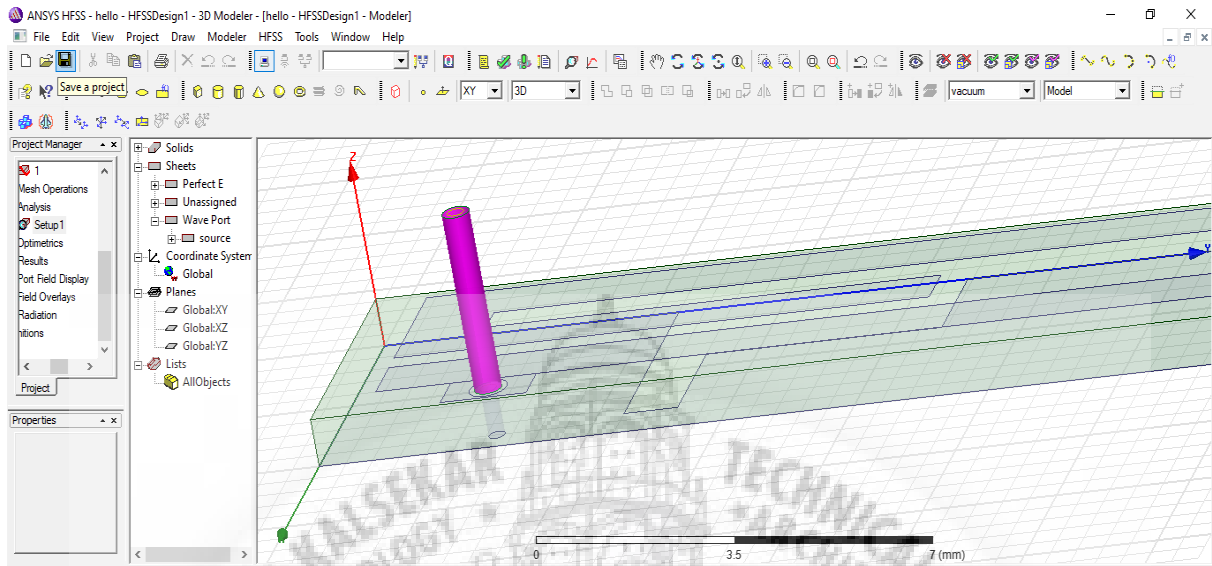 ANSYS HFSS - hello - HFSSDesign1 - 3D Modeler - [hello - HFSSDesign1 - Modeler]
File Edit View Project Draw Modeler HFSS Tools Window Help
Save a project
XY 3D vacuum Model
Project Manager
1
Mesh Operations
Analysis
Setup1
Optimetrics
Results
Port Field Display
Field Overlays
Radiation
nitions
Project
Properties
Solids
Sheets
Perfect E
Unassigned
Wave Port
source
Coordinate System
Global
Planes
Global:XY
Global:XZ
Global:YZ
Lists
AllObjects
Z
Y
0 3.5 7 (mm)
KALSEKAR TECHNICA